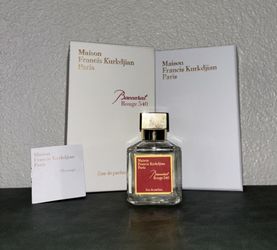 Maison
Francis Kurkdjian
Paris
Baccarat
Rouge 540
Eau de parfum
Maison
Francis Kurkdjian
Paris
Maison
Francis Kurkdjian
Paris
Maison
Francis Kurkdjian
Paris
Baccarat
Rouge 540
Eau de parfum